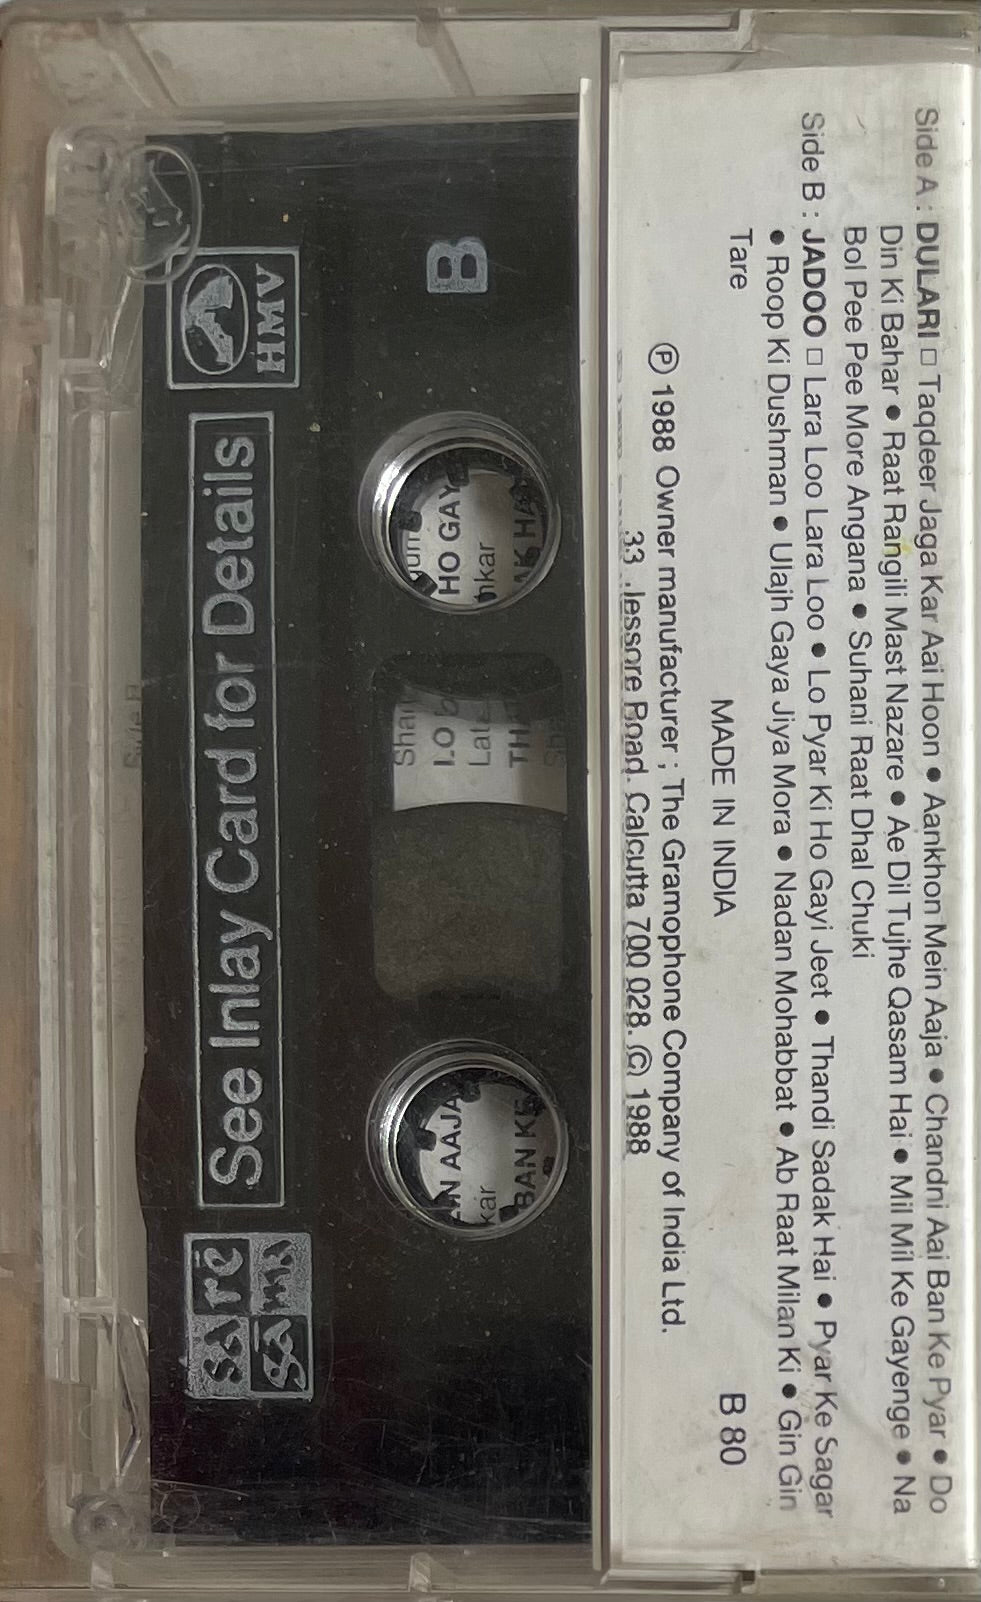 Side A : DULARI □ Taqdeer Jaga Kar Aai Hoon ● Aankhon Mein Aaja ● Chandni Aai Ban Ke Pyar ● Do
Din Ki Bahar ● Raat Rangili Mast Nazare ● Ae Dil Tujhe Qasam Hai ● Mil Mil Ke Gayenge ● Na
Bol Pee Pee More Angana ● Suhani Raat Dhal Chuki
Side B : JADOO □ Lara Loo Lara Loo ● Lo Pyar Ki Ho Gayi Jeet ● Thandi Sadak Hai ● Pyar Ke Sagar
● Roop Ki Dushman ● Ulajh Gaya Jiya Mora ● Nadan Mohabbat ● Ab Raat Milan Ki ● Gin Gin
Tare
MADE IN INDIA
B 80
Ⓟ 1988 Owner manufacturer ; The Gramophone Company of India Ltd.
33, Jessore Road. Calcutta 700 028. © 1988
B
HO GAY
BAN KE
AAJA
HMV
See Inlay Card for Details